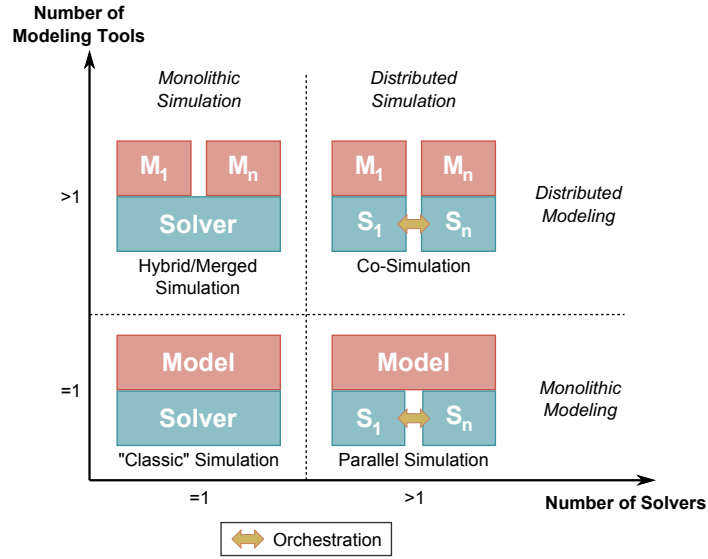 Number of
Modeling Tools
Monolithic
Simulation
Distributed
Simulation
M1
Mn
M1
Mn
>1
Distributed
Modeling
Solver
S1
Sn
Hybrid/Merged
Simulation
Co-Simulation
Model
Model
=1
Monolithic
Modeling
Solver
S1
Sn
"Classic" Simulation
Parallel Simulation
=1
>1
Number of Solvers
Orchestration